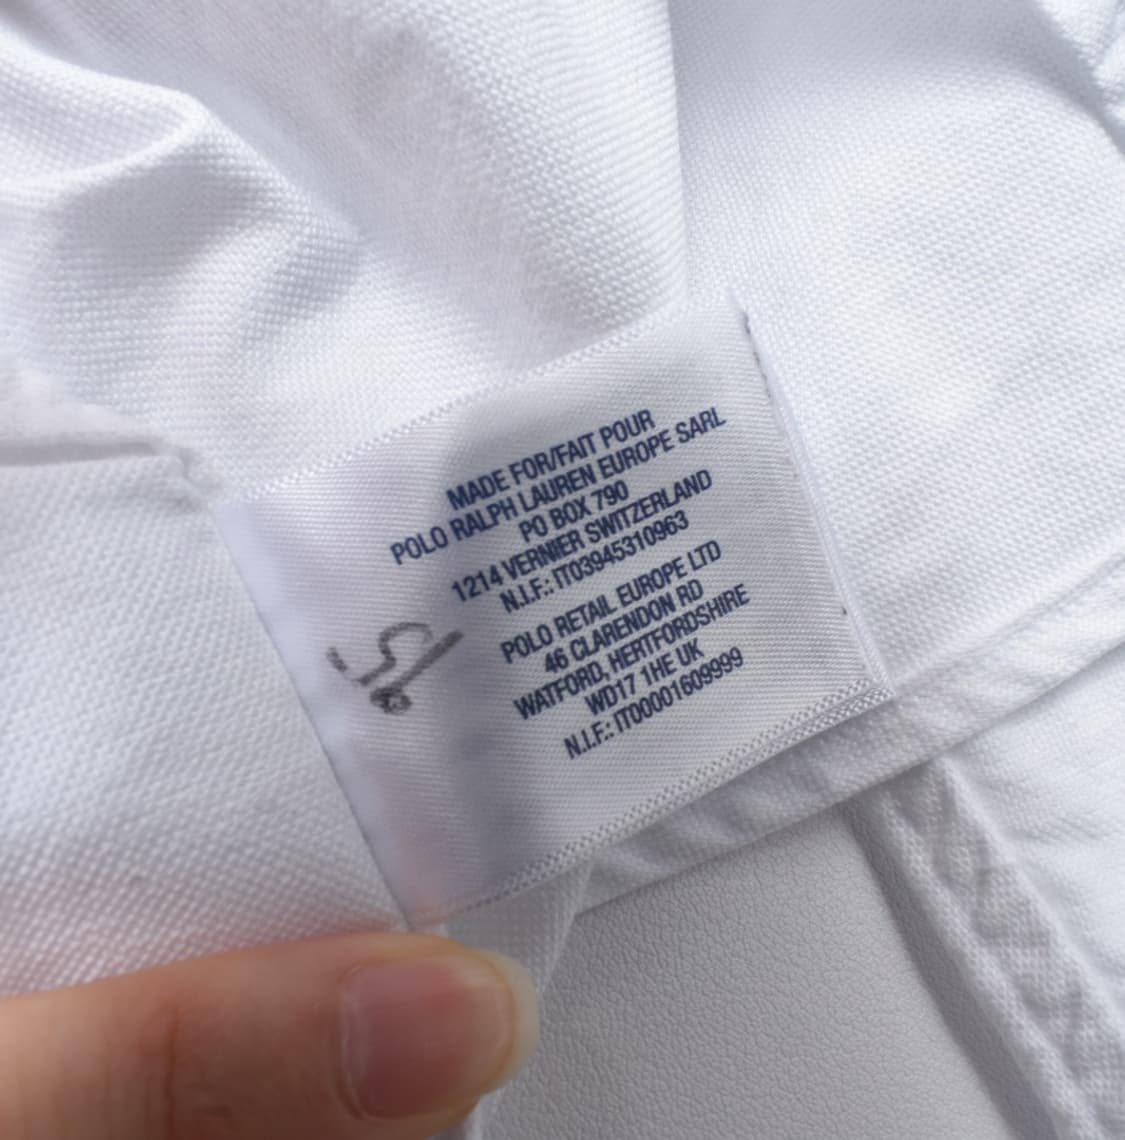 MADE FOR/FAIT POUR
POLO RALPH LAUREN EUROPE SARL
PO BOX 790
1214 VERNIER SWITZERLAND
N.I.F.: IT03945310963
POLO RETAIL EUROPE LTD
46 CLARENDON RD
WATFORD, HERTFORDSHIRE
WD17 1HE UK
N.I.F.: IT00001609999